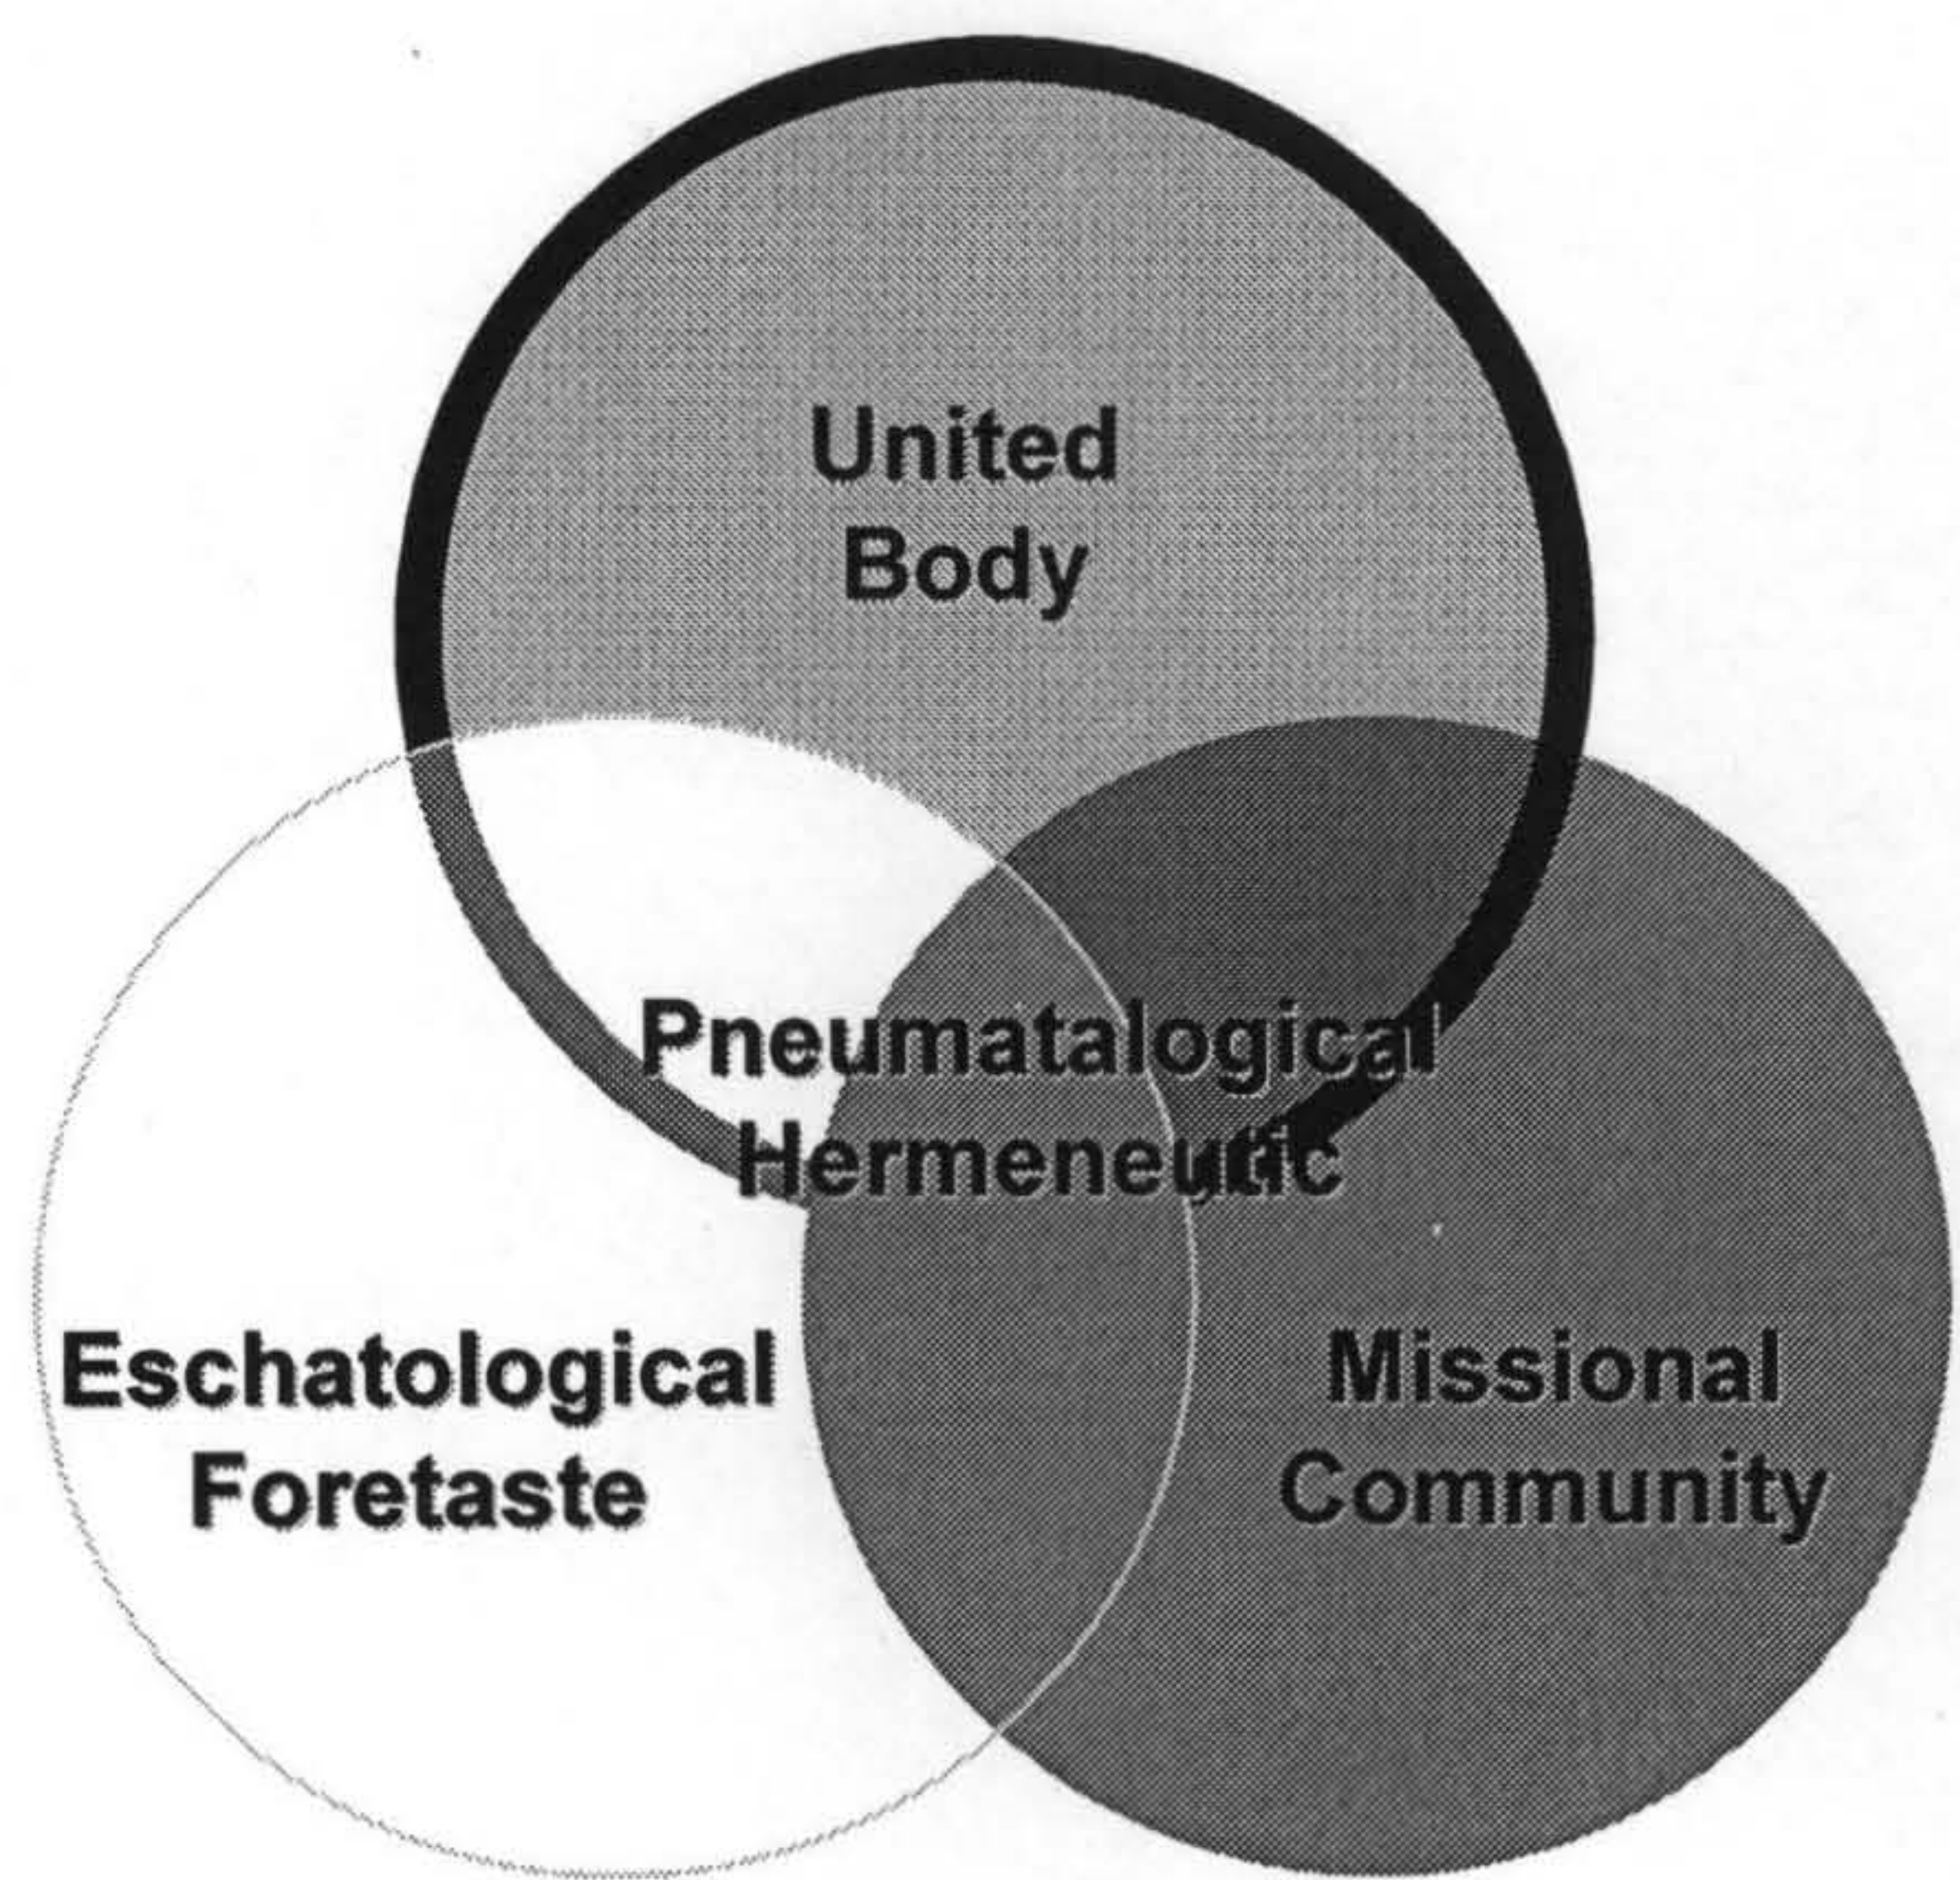 United
Body
Pneumatalogical
Hermeneutic
Eschatological
Foretaste
Missional
Community